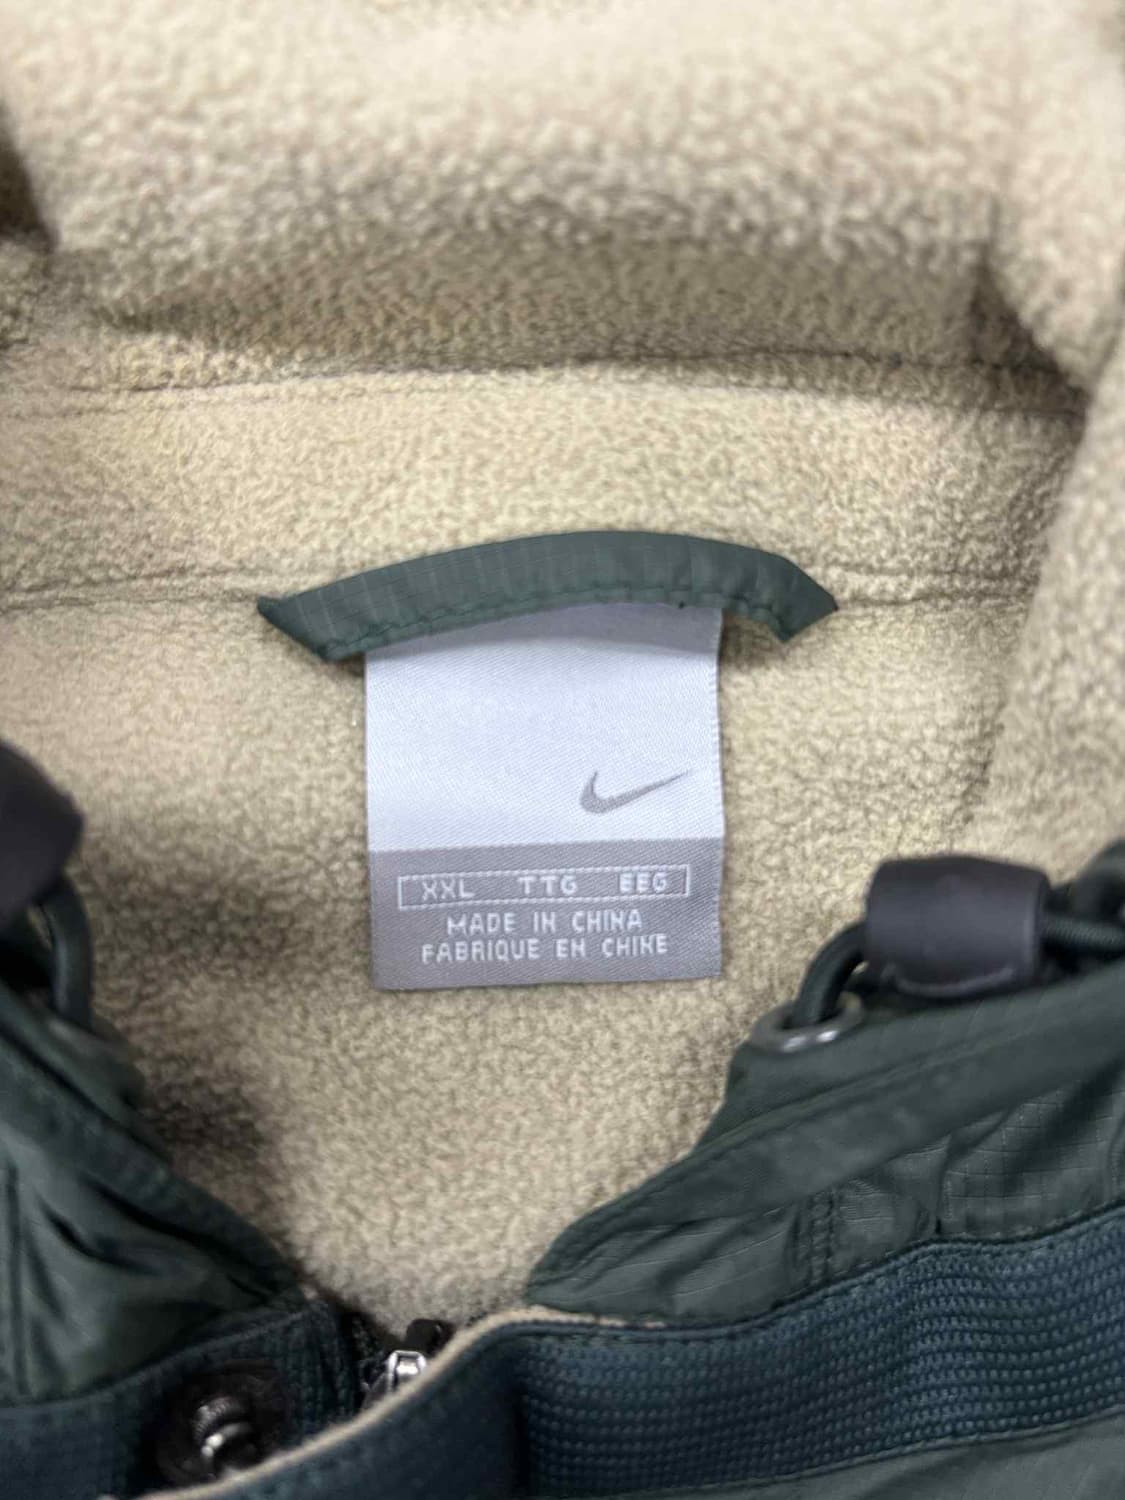 XXL TTG EEG
MADE IN CHINA
FABRIQUE EN CHINE